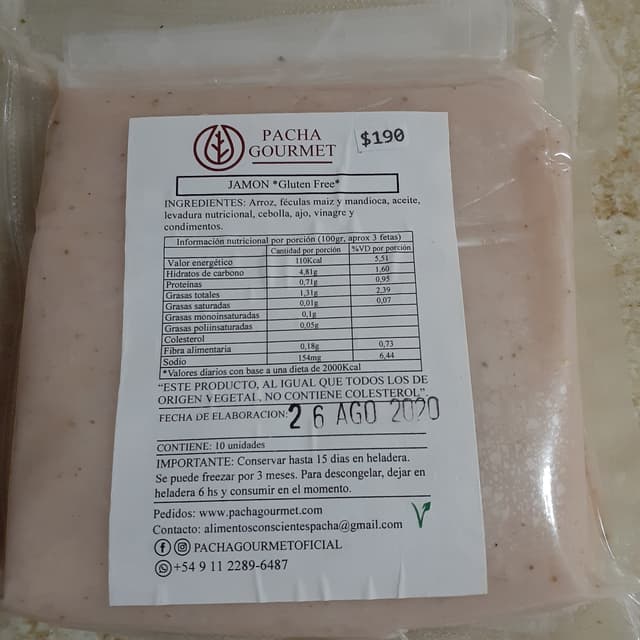 PACHA
GOURMET
$190
JAMON *Gluten Free*
INGREDIENTES: Arroz, féculas maiz y mandioca, aceite,
levadura nutricional, cebolla, ajo, vinagre y
condimentos.
Información nutricional por porción (100gr, aprox 3 fetas)
Cantidad por porción %VD por porción
Valor energético 110Kcal 5,51
Hidratos de carbono 4,81g 1,60
Proteínas 0,71g 0,95
Grasas totales 1,31g 2,39
Grasas saturadas 0,01g 0,07
Grasas monoinsaturadas 0,1g
Grasas poliinsaturadas 0,05g
Colesterol
Fibra alimentaria 0,18g 0,73
Sodio 154mg 6,44
*Valores diarios con base a una dieta de 2000Kcal
“ESTE PRODUCTO, AL IGUAL QUE TODOS LOS DE
ORIGEN VEGETAL, NO CONTIENE COLESTEROL”
FECHA DE ELABORACION: 26 AGO 2020
CONTIENE: 10 unidades
IMPORTANTE: Conservar hasta 15 dias en heladera.
Se puede freezar por 3 meses. Para descongelar, dejar en
heladera 6 hs y consumir en el momento.
Pedidos: www.pachagourmet.com
Contacto: alimentosconscientespacha@gmail.com
PACHAGOURMETOFICIAL
+54 9 11 2289-6487